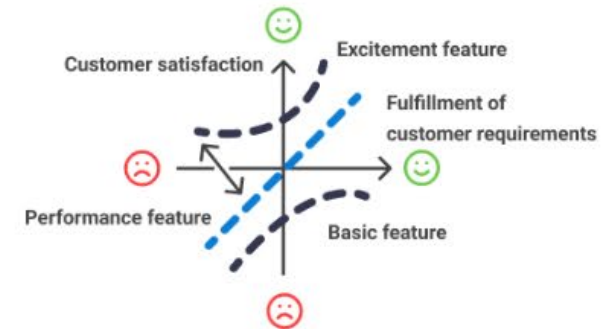 Customer satisfaction
Excitement feature
Fulfillment of
customer requirements
Performance feature
Basic feature